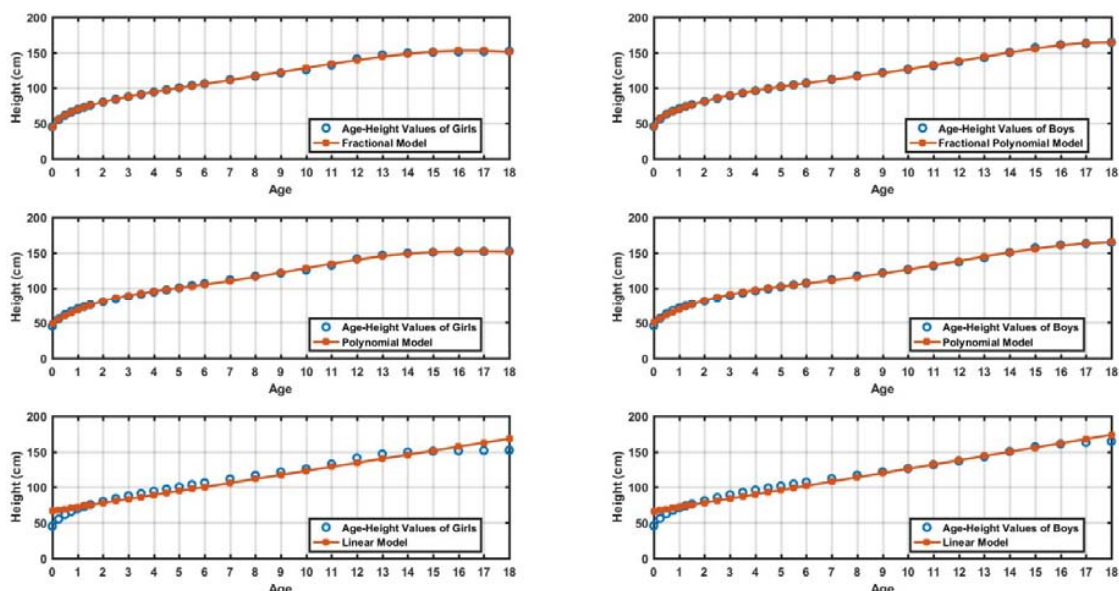 200
150
100
50
0
Height (cm)
Age-Height Values of Girls
Fractional Model
0 1 2 3 4 5 6 7 8 9 10 11 12 13 14 15 16 17 18
Age
200
150
100
50
0
Height (cm)
Age-Height Values of Boys
Fractional Polynomial Model
0 1 2 3 4 5 6 7 8 9 10 11 12 13 14 15 16 17 18
Age
200
150
100
50
0
Height (cm)
Age-Height Values of Girls
Polynomial Model
0 1 2 3 4 5 6 7 8 9 10 11 12 13 14 15 16 17 18
Age
200
150
100
50
0
Height (cm)
Age-Height Values of Boys
Polynomial Model
0 1 2 3 4 5 6 7 8 9 10 11 12 13 14 15 16 17 18
Age
200
150
100
50
0
Height (cm)
Age-Height Values of Girls
Linear Model
0 1 2 3 4 5 6 7 8 9 10 11 12 13 14 15 16 17 18
Age
200
150
100
50
0
Height (cm)
Age-Height Values of Boys
Linear Model
0 1 2 3 4 5 6 7 8 9 10 11 12 13 14 15 16 17 18
Age